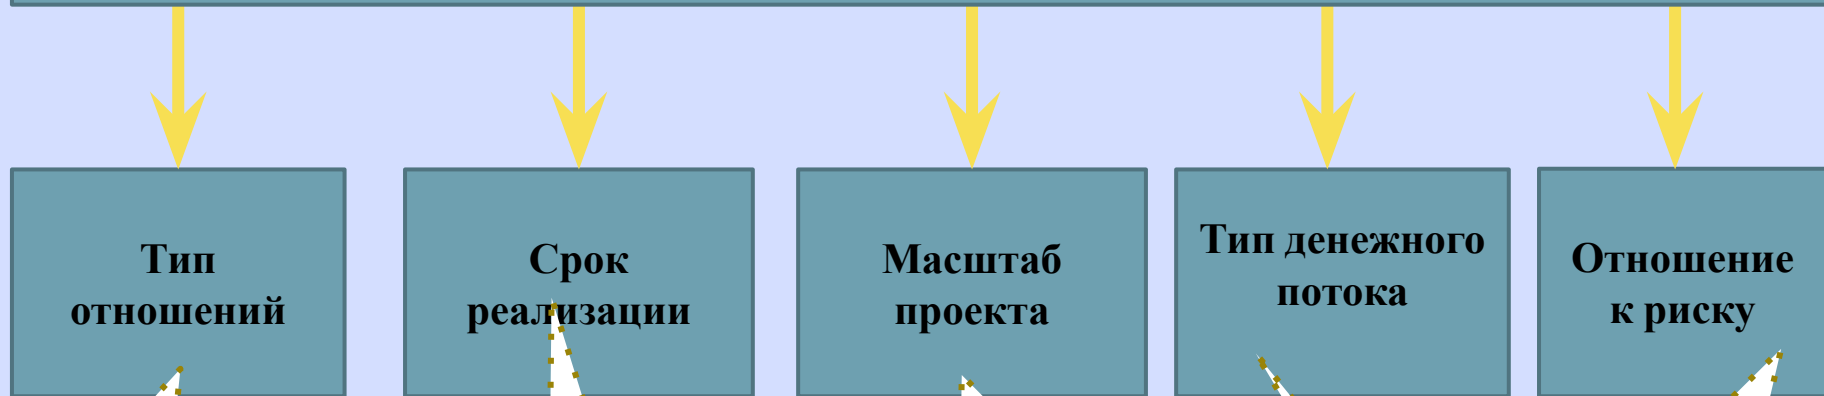 Тип
отношений
Срок
реализации
Масштаб
проекта
Тип денежного
потока
Отношение
к риску